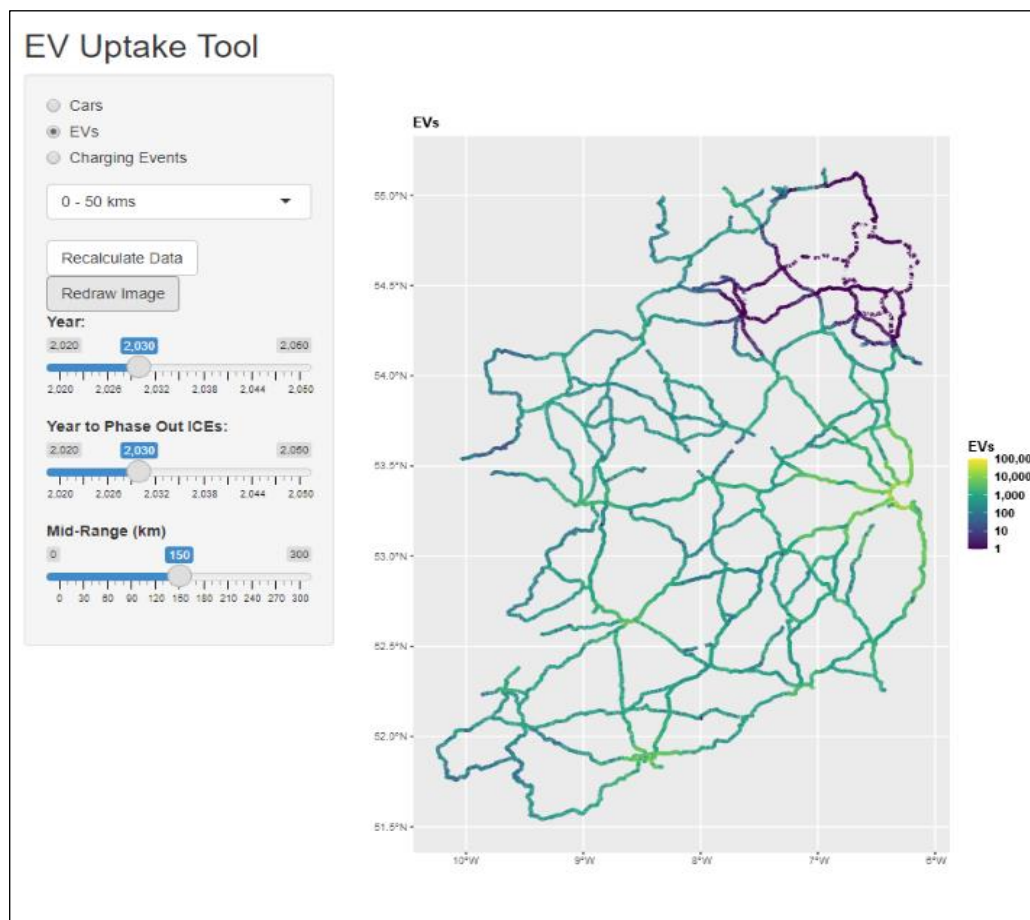 EV Uptake Tool
Cars
EVs
Charging Events
0 - 50 kms
Recalculate Data
Redraw Image
Year:
2,020 2,030 2,050
2,020 2,026 2,032 2,038 2,044 2,050
Year to Phase Out ICEs:
2,020 2,030 2,050
2,020 2,026 2,032 2,038 2,044 2,050
Mid-Range (km)
0 150 300
0 30 60 90 120 150 180 210 240 270 300
EVs
55.0°N
54.5°N
54.0°N
53.5°N
53.0°N
52.5°N
52.0°N
51.5°N
10°W 9°W 8°W 7°W 6°W
EVs
100,00
10,000
1,000
100
10
1